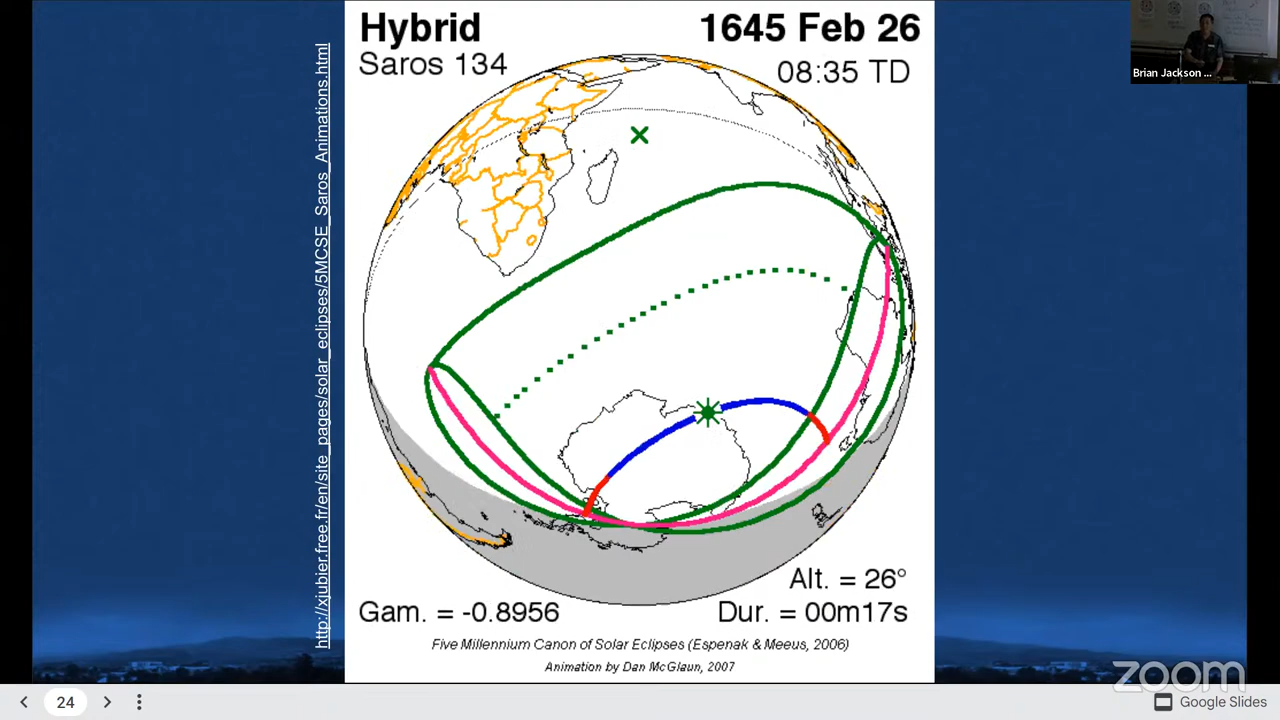 Hybrid
1645 Feb 26
Saros 134
08:35 TD
http://xjubier.free.fr/en/site_pages/solar_eclipses/5MCSE_Saros_Animations.html
Brian Jackson ...
Alt. = 26°
Gam. = -0.8956
Dur. = 00m17s
Five Millennium Canon of Solar Eclipses (Espenak & Meeus, 2006)
Animation by Dan McGlaun, 2007
zoom
24
Google Slides